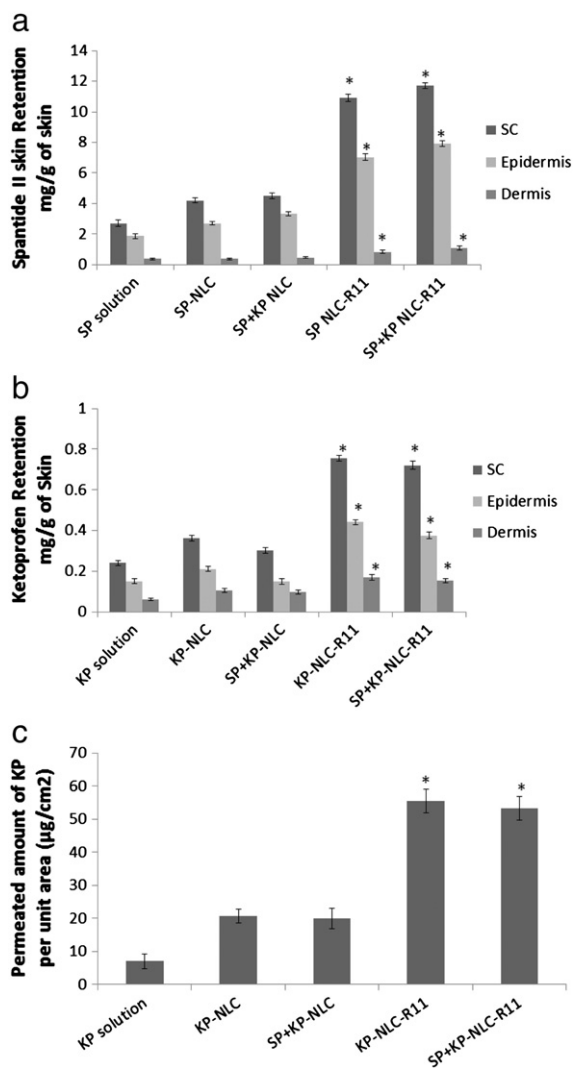 a
Spantide II skin Retention
mg/g of skin
14
12
10
8
6
4
2
0
*
*
*
*
*
*
SC
Epidermis
Dermis
SP solution
SP-NLC
SP+KP NLC
SP NLC-R11
SP+KP NLC-R11
b
Ketoprofen Retention
mg/g of Skin
1
0.8
0.6
0.4
0.2
0
*
*
*
*
*
*
SC
Epidermis
Dermis
KP solution
KP-NLC
SP+KP-NLC
KP-NLC-R11
SP+KP-NLC-R11
c
Permeated amount of KP
per unit area (µg/cm2)
70
60
50
40
30
20
10
0
*
*
KP solution
KP-NLC
SP+KP-NLC
KP-NLC-R11
SP+KP-NLC-R11